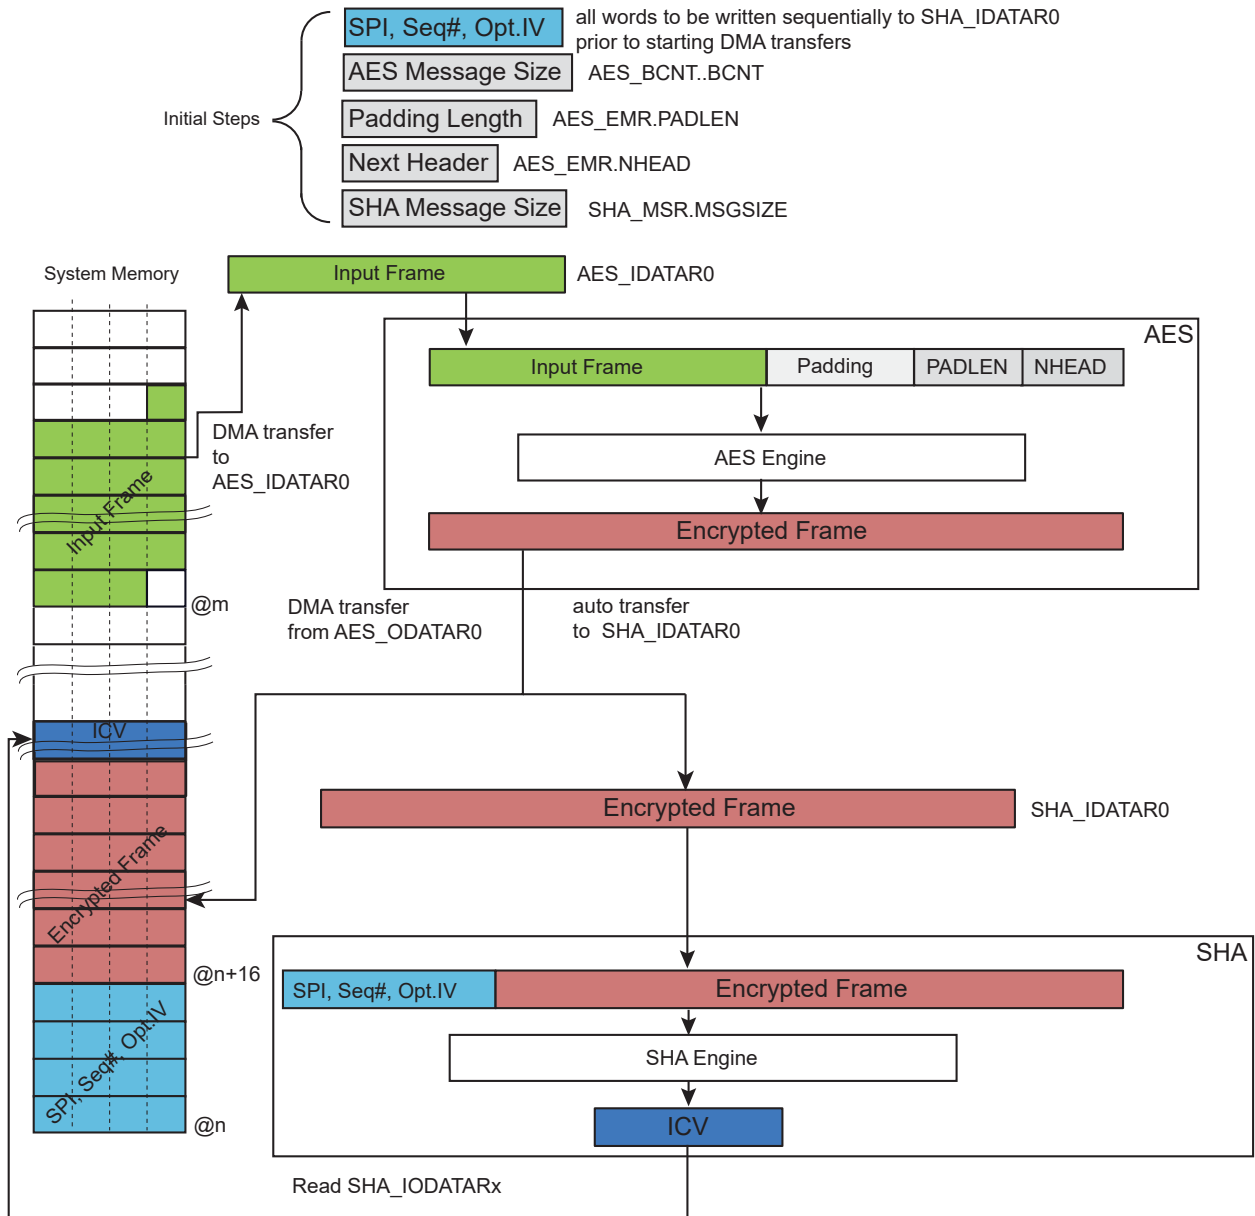 SPI, Seq#, Opt.IV
all words to be written sequentially to SHA_IDATAR0
prior to starting DMA transfers
AES Message Size
AES_BCNT..BCNT
Initial Steps
Padding Length
AES_EMR.PADLEN
Next Header
AES_EMR.NHEAD
SHA Message Size
SHA_MSR.MSGSIZE
System Memory
Input Frame
AES_IDATAR0
AES
Input Frame
Padding
PADLEN
NHEAD
DMA transfer
to
AES_IDATAR0
Input Frame
AES Engine
Encrypted Frame
@m
DMA transfer
from AES_ODATAR0
auto transfer
to SHA_IDATAR0
ICV
Encrypted Frame
SHA_IDATAR0
Encrypted Frame
SHA
@n+16
SPI, Seq#, Opt.IV
Encrypted Frame
SPI, Seq#, Opt.IV
SHA Engine
@n
ICV
Read SHA_IODATARx